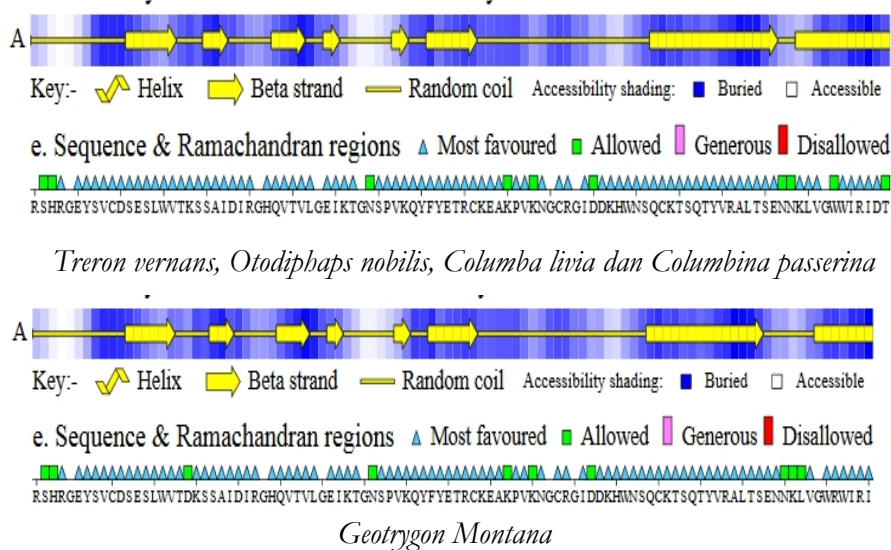 A
Key:- Helix Beta strand Random coil Accessibility shading: Buried Accessible
e. Sequence & Ramachandran regions Most favoured Allowed Generous Disallowed
RSHRGEYSVCDSESLWVTKSSAIDIRGHQVTVLGEIKTGNSPVKQYFYETRCKEAKPVKNGCRGIDDKHWNSQCKTSQTYVRALTSENNKLVGWWIRIDT
Treron vernans, Otodiphaps nobilis, Columba livia dan Columbina passerina
A
Key:- Helix Beta strand Random coil Accessibility shading: Buried Accessible
e. Sequence & Ramachandran regions Most favoured Allowed Generous Disallowed
RSHRGEYSVCDSESLWVTDKSSAIDIRGHQVTVLGEIKTGNSPVKQYFYETRCKEAKPVKNGCRGIDDKHWNSQCKTSQTYVRALTSENNKLVGWRWIRI
Geotrygon Montana